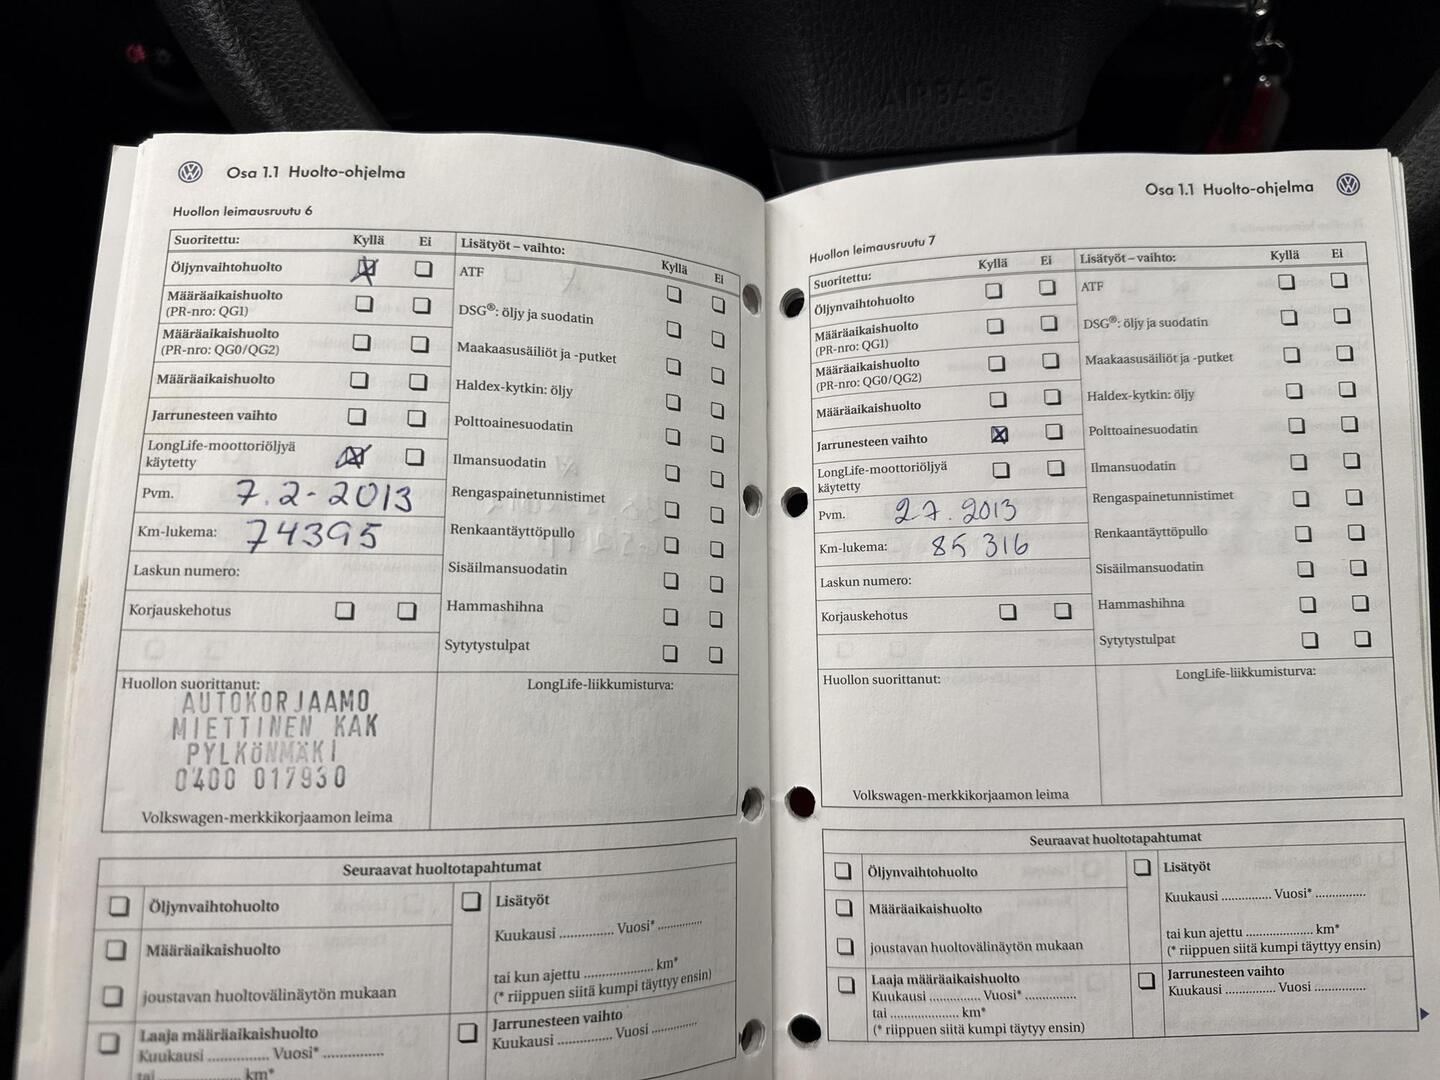 AIRBAG
Osa 1.1 Huolto-ohjelma
Huollon leimausruutu 6
Suoritettu: Kyllä Ei
Öljynvaihtohuolto
Määräaikaishuolto
(PR-nro: QG1)
Määräaikaishuolto
(PR-nro: QG0/QG2)
Määräaikaishuolto
Jarrunesteen vaihto
LongLife-moottoriöljyä
käytetty
Pvm. 7.2-2013
Km-lukema: 74395
Laskun numero:
Korjauskehotus
Lisätyöt – vaihto: Kyllä Ei
ATF
DSG®: öljy ja suodatin
Maakaasusäiliöt ja -putket
Haldex-kytkin: öljy
Polttoainesuodatin
Ilmansuodatin
Rengaspainetunnistimet
Renkaantäyttöpullo
Sisäilmansuodatin
Hammashihna
Sytytystulpat
Huollon suorittanut:
AUTOKORJAAMO
MIETTINEN KAK
PYLKÖNMÄKI
0400 017930
Volkswagen-merkkikorjaamon leima
LongLife-liikkumisturva:
Seuraavat huoltotapahtumat
Öljynvaihtohuolto
Määräaikaishuolto
joustavan huoltovälinäytön mukaan
Laaja määräaikaishuolto
Kuukausi .............. Vuosi* ..............
tai .................. km*
Lisätyöt
Kuukausi ............ Vuosi* ............
tai kun ajettu .................... km*
(* riippuen siitä kumpi täyttyy ensin)
Jarrunesteen vaihto
Kuukausi ............ Vuosi ............
Osa 1.1 Huolto-ohjelma
Huollon leimausruutu 7
Suoritettu: Kyllä Ei
Öljynvaihtohuolto
Määräaikaishuolto
(PR-nro: QG1)
Määräaikaishuolto
(PR-nro: QG0/QG2)
Määräaikaishuolto
Jarrunesteen vaihto
LongLife-moottoriöljyä
käytetty
Pvm. 27.2013
Km-lukema: 85 316
Laskun numero:
Korjauskehotus
Lisätyöt – vaihto: Kyllä Ei
ATF
DSG®: öljy ja suodatin
Maakaasusäiliöt ja -putket
Haldex-kytkin: öljy
Polttoainesuodatin
Ilmansuodatin
Rengaspainetunnistimet
Renkaantäyttöpullo
Sisäilmansuodatin
Hammashihna
Sytytystulpat
Huollon suorittanut:
Volkswagen-merkkikorjaamon leima
LongLife-liikkumisturva:
Seuraavat huoltotapahtumat
Öljynvaihtohuolto
Määräaikaishuolto
joustavan huoltovälinäytön mukaan
Laaja määräaikaishuolto
Kuukausi ............ Vuosi* ............
tai .................. km*
(* riippuen siitä kumpi täytyy ensin)
Lisätyöt
Kuukausi ............ Vuosi* ............
tai kun ajettu .................... km*
(* riippuen siitä kumpi täyttyy ensin)
Jarrunesteen vaihto
Kuukausi ............ Vuosi ............